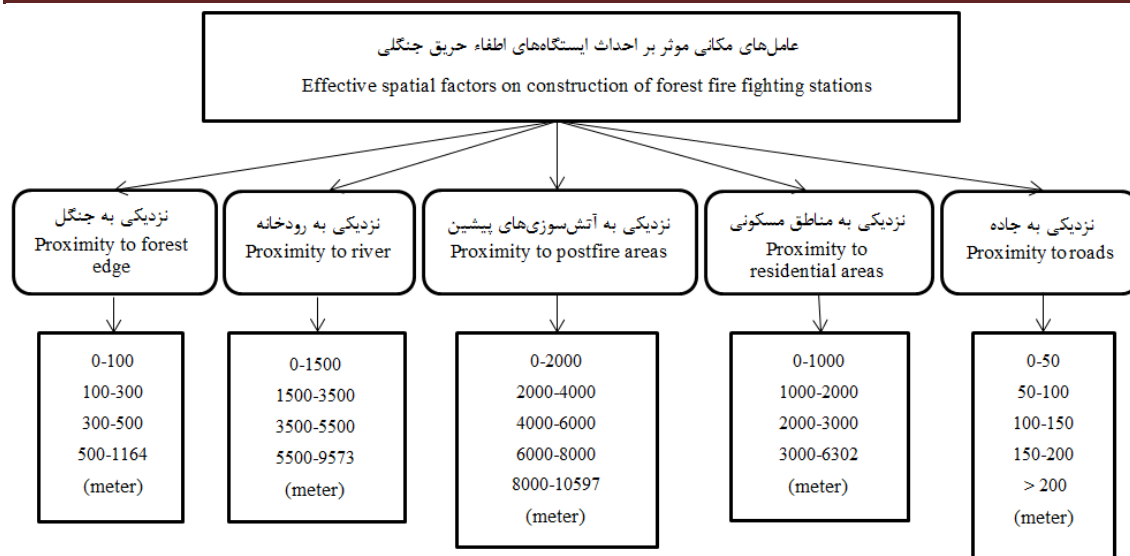 عامل‌های مکانی موثر بر احداث ایستگاه‌های اطفاء حریق جنگلی
Effective spatial factors on construction of forest fire fighting stations
نزدیکی به جنگل
Proximity to forest
edge
نزدیکی به رودخانه
Proximity to river
نزدیکی به آتش‌سوزی‌های پیشین
Proximity to postfire areas
نزدیکی به مناطق مسکونی
Proximity to
residential areas
نزدیکی به جاده
Proximity to roads
0-100
100-300
300-500
500-1164
(meter)
0-1500
1500-3500
3500-5500
5500-9573
(meter)
0-2000
2000-4000
4000-6000
6000-8000
8000-10597
(meter)
0-1000
1000-2000
2000-3000
3000-6302
(meter)
0-50
50-100
100-150
150-200
> 200
(meter)